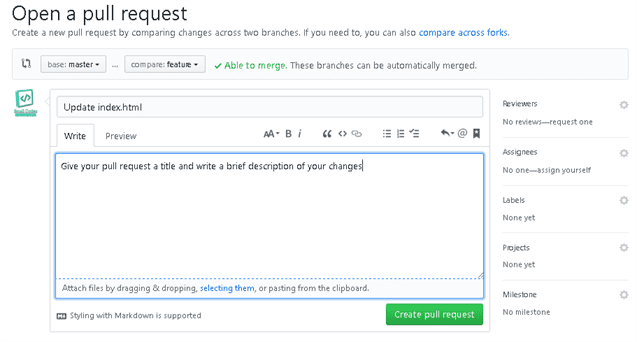 Open a pull request
Create a new pull request by comparing changes across two branches. If you need to, you can also compare across forks.
base: master ... compare: feature Able to merge. These branches can be automatically merged.
Update index.html
Write Preview
AA B i “ <> @
Give your pull request a title and write a brief description of your changes
Attach files by dragging & dropping, selecting them, or pasting from the clipboard.
Styling with Markdown is supported
Create pull request
Reviewers
No reviews—request one
Assignees
No one—assign yourself
Labels
None yet
Projects
None yet
Milestone
No milestone